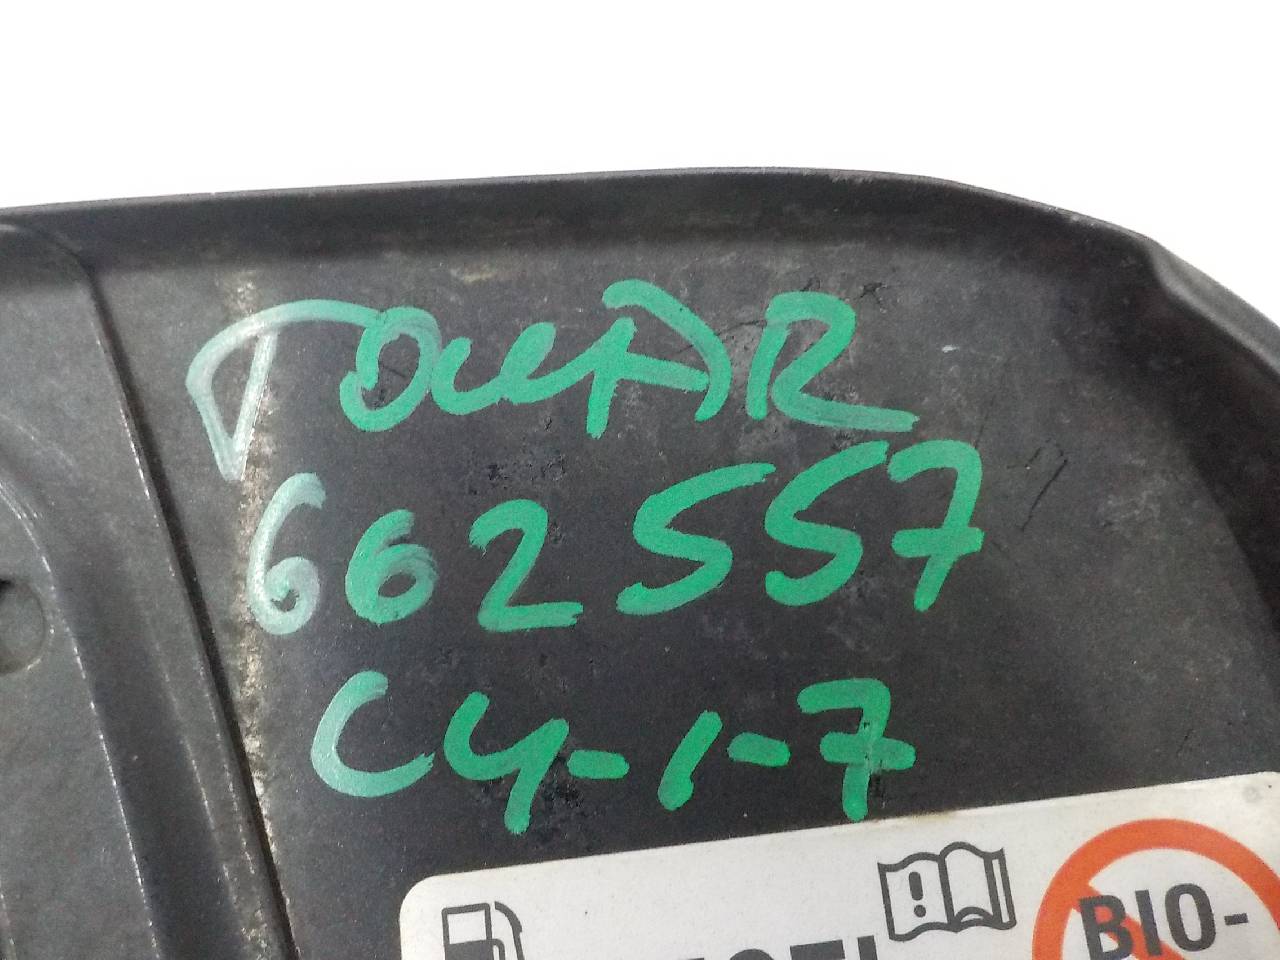 TOUAR
662557
C4-1-7
BIO-